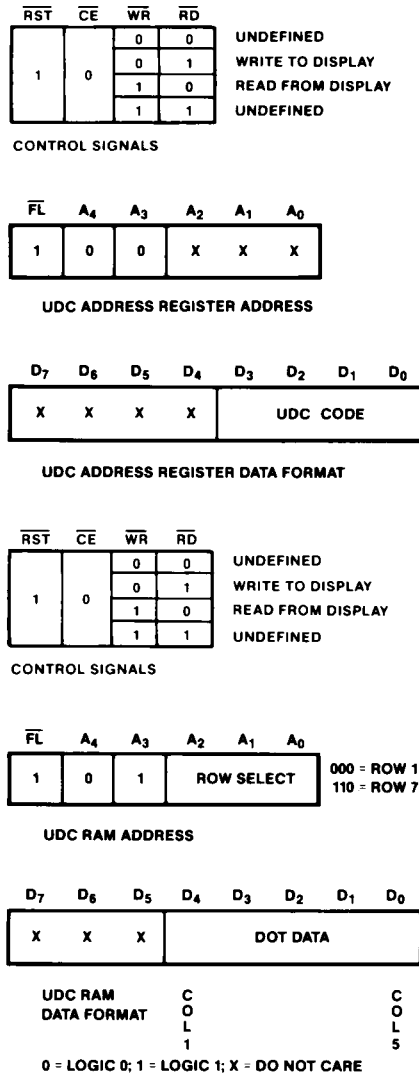 RST CE WR RD
0 0 UNDEFINED
0 1 WRITE TO DISPLAY
1 0
1 0 READ FROM DISPLAY
1 1 UNDEFINED
CONTROL SIGNALS
FL A4 A3 A2 A1 A0
1 0 0 X X X
UDC ADDRESS REGISTER ADDRESS
D7 D6 D5 D4 D3 D2 D1 D0
X X X X UDC CODE
UDC ADDRESS REGISTER DATA FORMAT
RST CE WR RD
0 0 UNDEFINED
0 1 WRITE TO DISPLAY
1 0
1 0 READ FROM DISPLAY
1 1 UNDEFINED
CONTROL SIGNALS
FL A4 A3 A2 A1 A0
1 0 1 ROW SELECT 000 = ROW 1
110 = ROW 7
UDC RAM ADDRESS
D7 D6 D5 D4 D3 D2 D1 D0
X X X DOT DATA
UDC RAM
DATA FORMAT
COL1
COL5
0 = LOGIC 0; 1 = LOGIC 1; X = DO NOT CARE